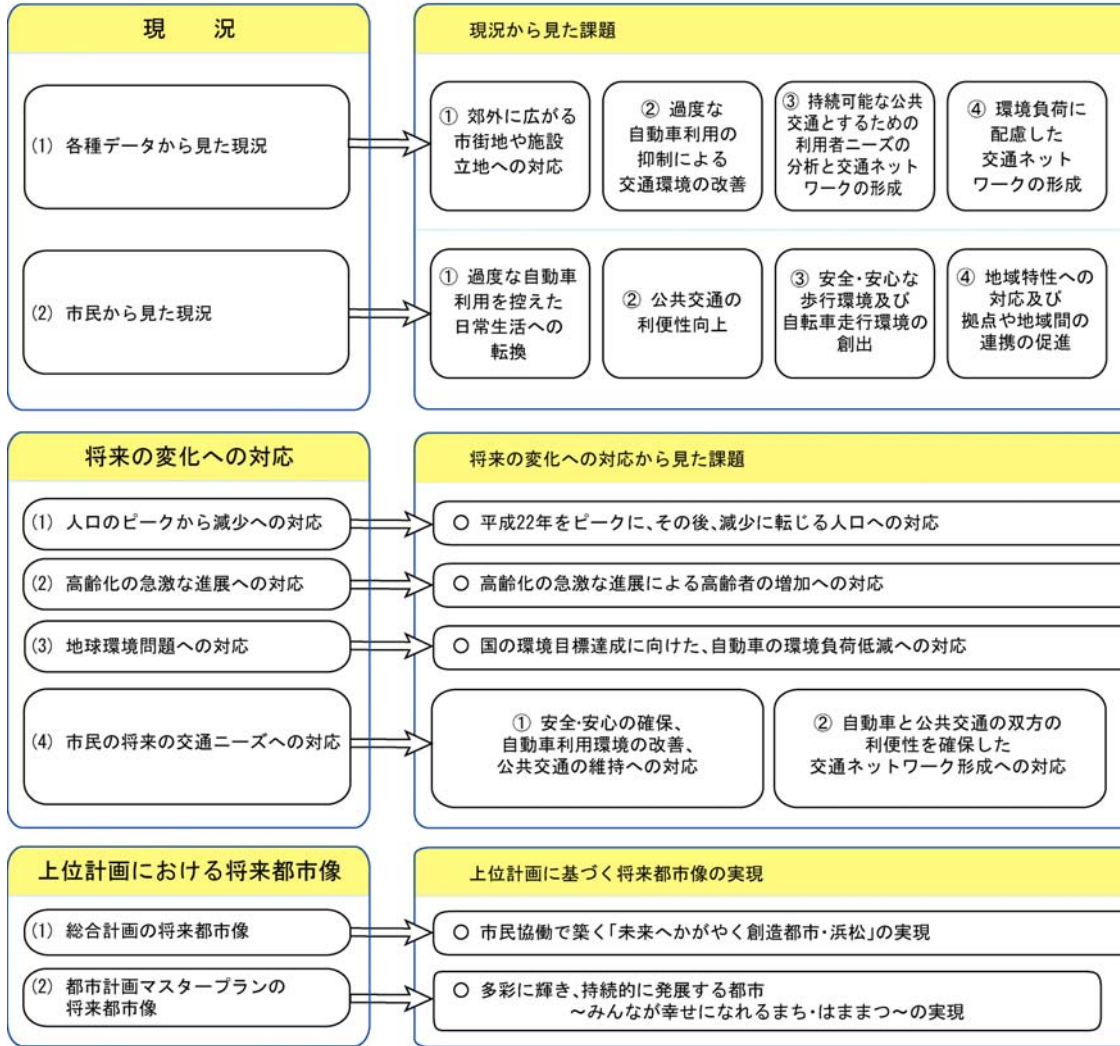 現　況
現況から見た課題
(1) 各種データから見た現況
① 郊外に広がる
市街地や施設
立地への対応
② 過度な
自動車利用の
抑制による
交通環境の改善
③ 持続可能な公共
交通とするための
利用者ニーズの
分析と交通ネット
ワークの形成
④ 環境負荷に
配慮した
交通ネット
ワークの形成
(2) 市民から見た現況
① 過度な自動車
利用を控えた
日常生活への
転換
② 公共交通の
利便性向上
③ 安全・安心な
歩行環境及び
自転車走行環境の
創出
④ 地域特性への
対応及び
拠点や地域間の
連携の促進
将来の変化への対応
将来の変化への対応から見た課題
(1) 人口のピークから減少への対応
○ 平成22年をピークに、その後、減少に転じる人口への対応
(2) 高齢化の急激な進展への対応
○ 高齢化の急激な進展による高齢者の増加への対応
(3) 地球環境問題への対応
○ 国の環境目標達成に向けた、自動車の環境負荷低減への対応
(4) 市民の将来の交通ニーズへの対応
① 安全・安心の確保、
自動車利用環境の改善、
公共交通の維持への対応
② 自動車と公共交通の双方の
利便性を確保した
交通ネットワーク形成への対応
上位計画における将来都市像
上位計画に基づく将来都市像の実現
(1) 総合計画の将来都市像
○ 市民協働で築く「未来へかがやく創造都市・浜松」の実現
(2) 都市計画マスタープランの
将来都市像
○ 多彩に輝き、持続的に発展する都市
～みんなが幸せになれるまち・はままつ～の実現